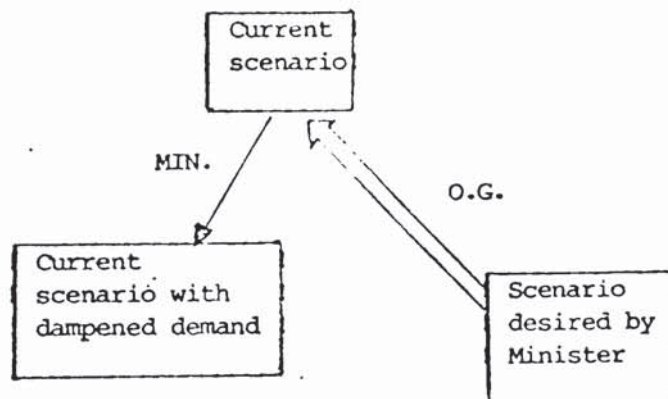 Current
scenario
MIN.
O.G.
Current
scenario with
dampened demand
Scenario
desired by
Minister